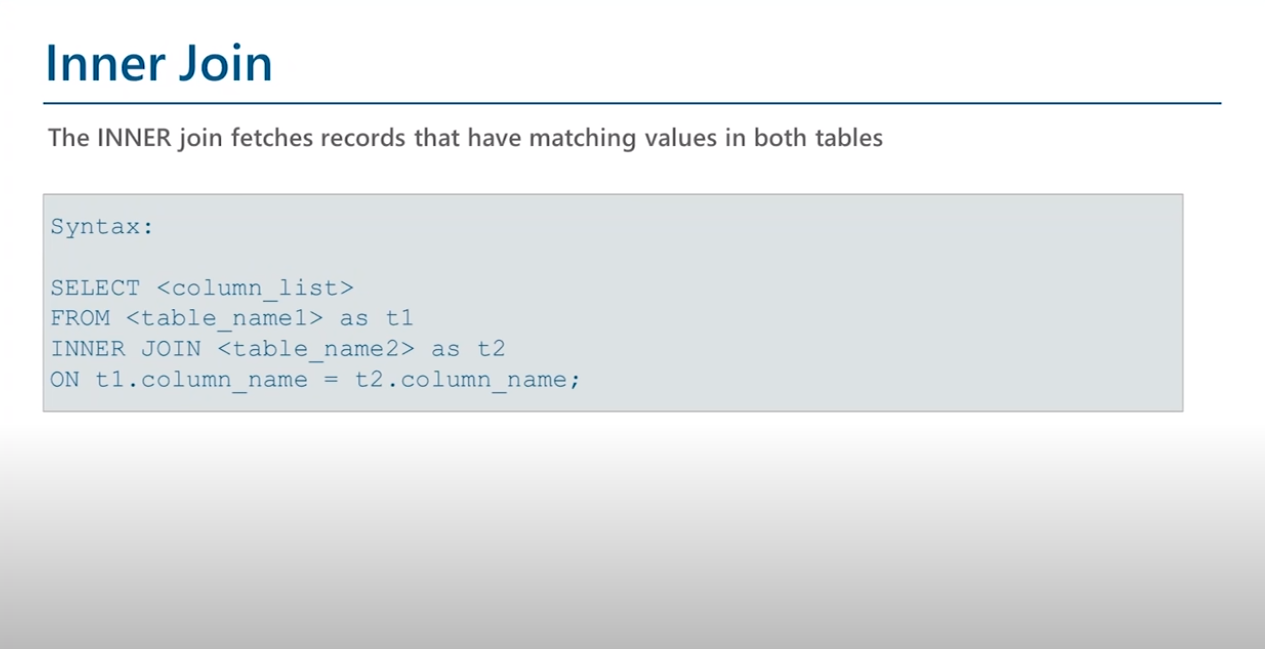 Inner Join
The INNER join fetches records that have matching values in both tables
Syntax:
SELECT <column_list>
FROM <table_name1> as t1
INNER JOIN <table_name2> as t2
ON t1.column_name = t2.column_name;